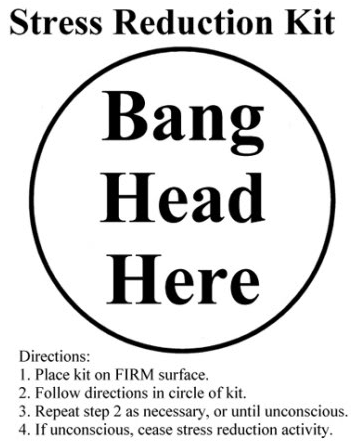 Stress Reduction Kit
Bang
Head
Here
Directions:
1. Place kit on FIRM surface.
2. Follow directions in circle of kit.
3. Repeat step 2 as necessary, or until unconscious.
4. If unconscious, cease stress reduction activity.